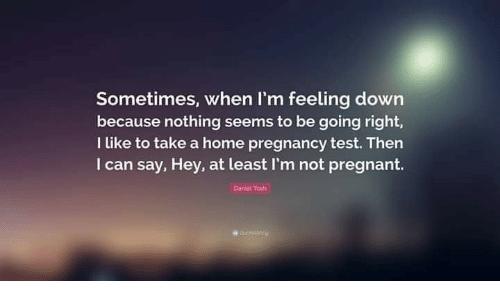 Sometimes, when I'm feeling down
because nothing seems to be going right,
I like to take a home pregnancy test. Then
I can say, Hey, at least I'm not pregnant.
Daniel Tosh